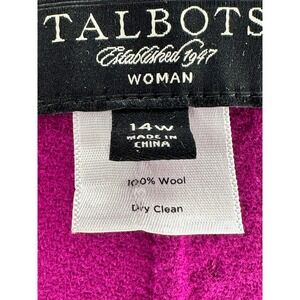 TALBOTS
Established 1947
WOMAN
14W
MADE IN
CHINA
100% Wool
Dry Clean